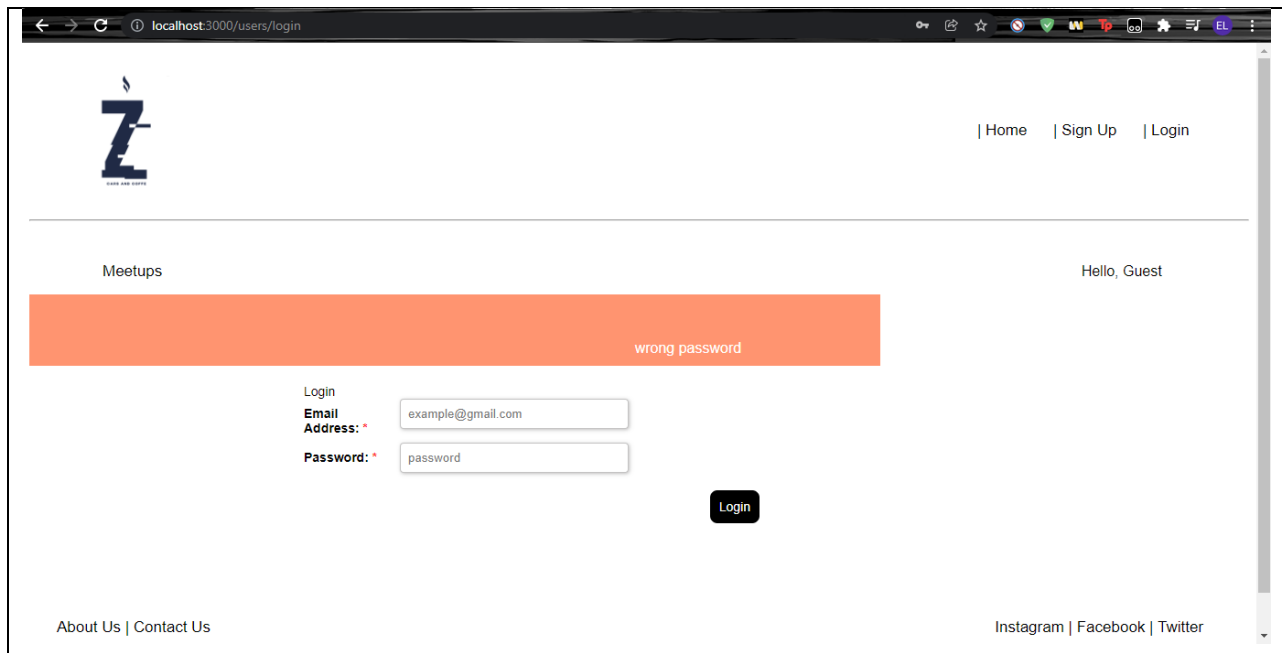 localhost:3000/users/login
EL
Z
| Home | Sign Up | Login
Meetups
Hello, Guest
wrong password
Login
Email
Address: *
example@gmail.com
Password: *
password
Login
About Us | Contact Us
Instagram | Facebook | Twitter